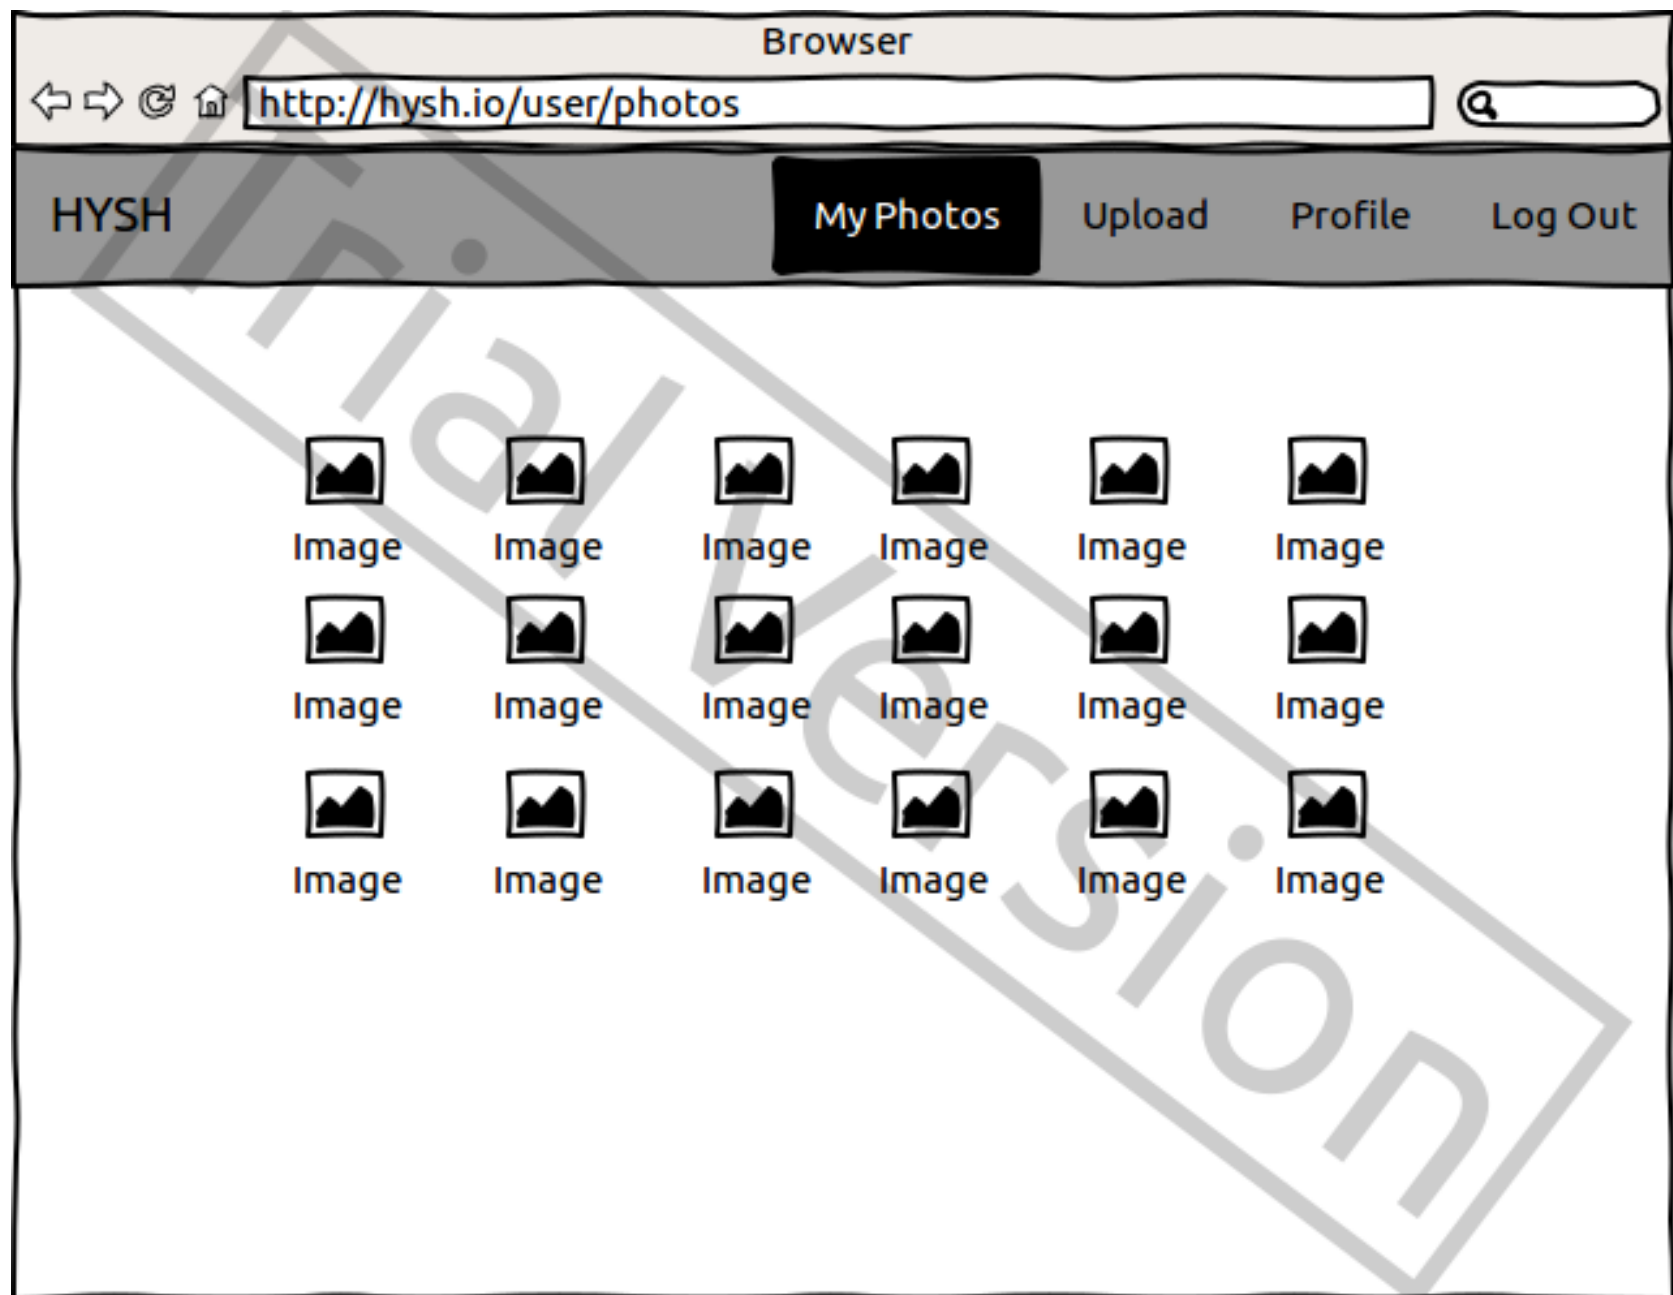 Browser
http://hysh.io/user/photos
HYSH My Photos Upload Profile Log Out
Image Image Image Image Image Image
Image Image Image Image Image Image
Image Image Image Image Image Image
Trial Version